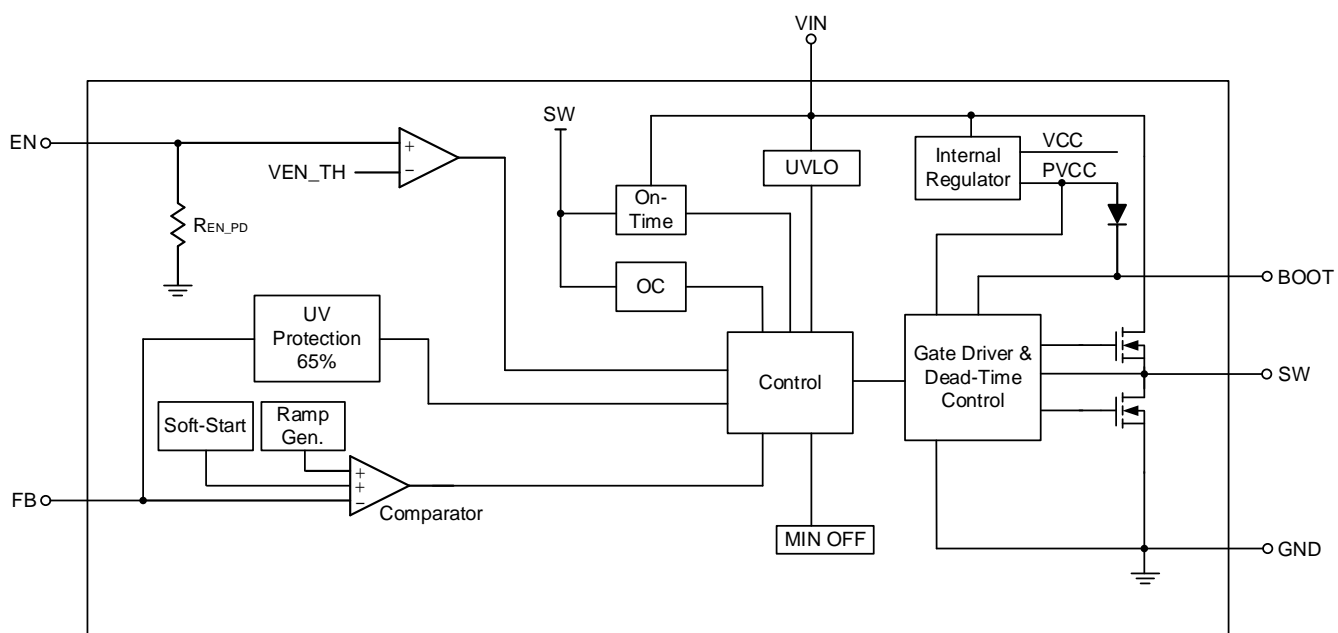 VIN
EN
SW
VEN_TH
+
−
REN_PD
On-
Time
UVLO
Internal
Regulator
VCC
PVCC
OC
BOOT
UV
Protection
65%
Control
Gate Driver &
Dead-Time
Control
SW
Soft-Start
Ramp
Gen.
+
+
−
FB
Comparator
MIN OFF
GND